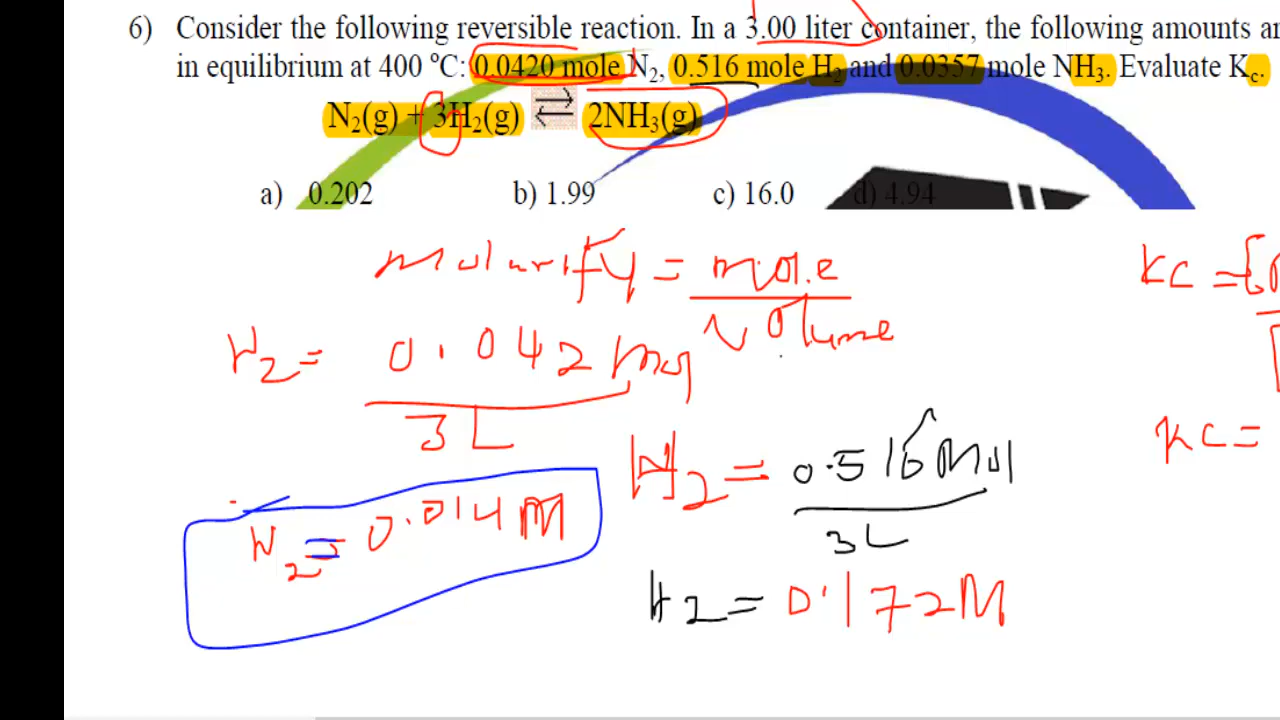 6) Consider the following reversible reaction. In a 3.00 liter container, the following amounts
in equilibrium at 400 °C: 0.0420 mole N₂, 0.516 mole H₂ and 0.0357 mole NH₃. Evaluate Kc.
N₂(g) + 3H₂(g) ⇌ 2NH₃(g)
a) 0.202 b) 1.99 c) 16.0 d) 4.94
Molarity = mole / Volume
KC =
N₂ = 0.042 mol / 3L
H₂ = 0.516 Mol / 3L
KC =
N₂ = 0.014 M
H₂ = 0.172 M